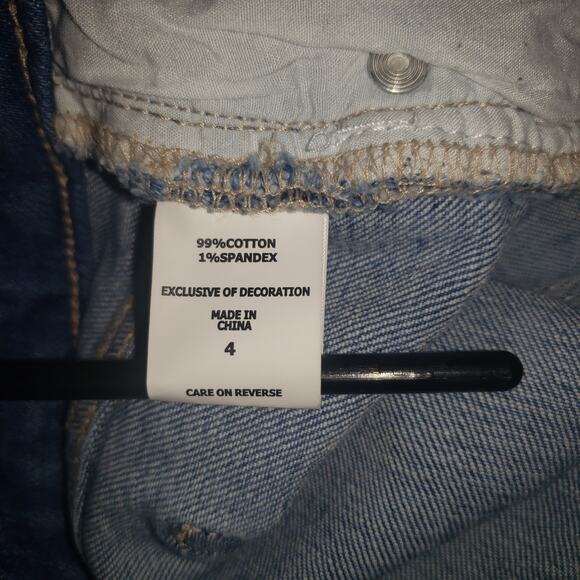 99%COTTON
1%SPANDEX
EXCLUSIVE OF DECORATION
MADE IN
CHINA
4
CARE ON REVERSE